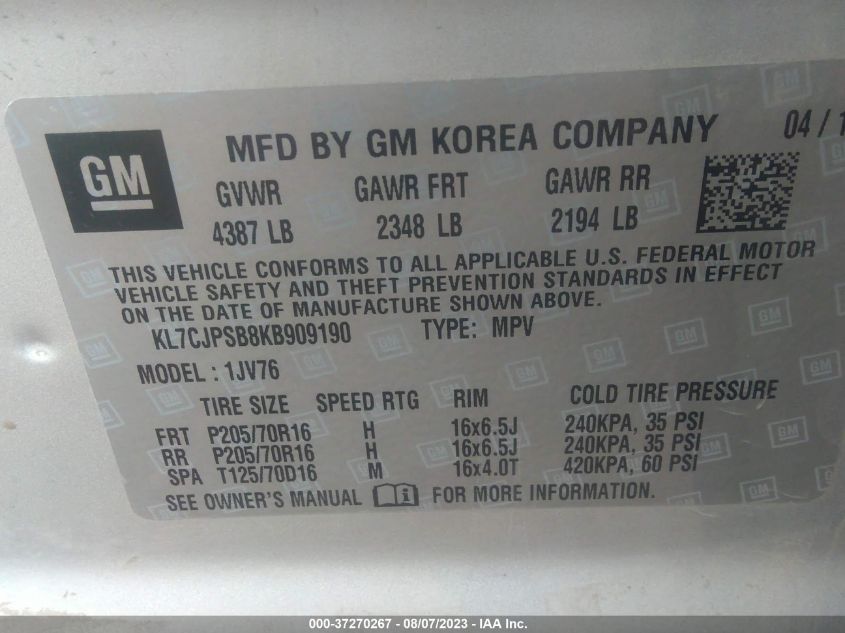 GM
MFD BY GM KOREA COMPANY 04 / 1
GVWR GAWR FRT GAWR RR
4387 LB 2348 LB 2194 LB
THIS VEHICLE CONFORMS TO ALL APPLICABLE U.S. FEDERAL MOTOR
VEHICLE SAFETY AND THEFT PREVENTION STANDARDS IN EFFECT
ON THE DATE OF MANUFACTURE SHOWN ABOVE.
KL7CJPSB8KB909190 TYPE: MPV
MODEL : 1JV76
TIRE SIZE SPEED RTG RIM COLD TIRE PRESSURE
FRT P205/70R16 H 16x6.5J 240KPA, 35 PSI
RR P205/70R16 H 16x6.5J 240KPA, 35 PSI
SPA T125/70D16 M 16x4.0T 420KPA, 60 PSI
SEE OWNER'S MANUAL i FOR MORE INFORMATION.
000-37270267 - 08/07/2023 - IAA Inc.